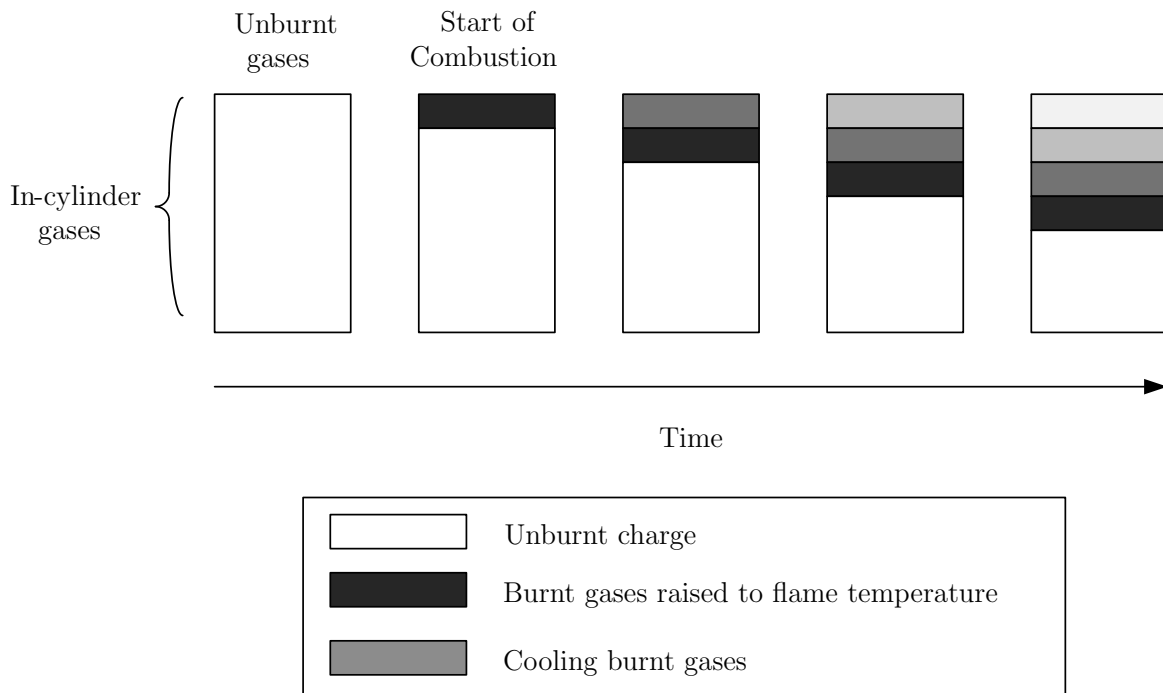 Unburnt
gases
Start of
Combustion
In-cylinder
gases
Time
Unburnt charge
Burnt gases raised to flame temperature
Cooling burnt gases